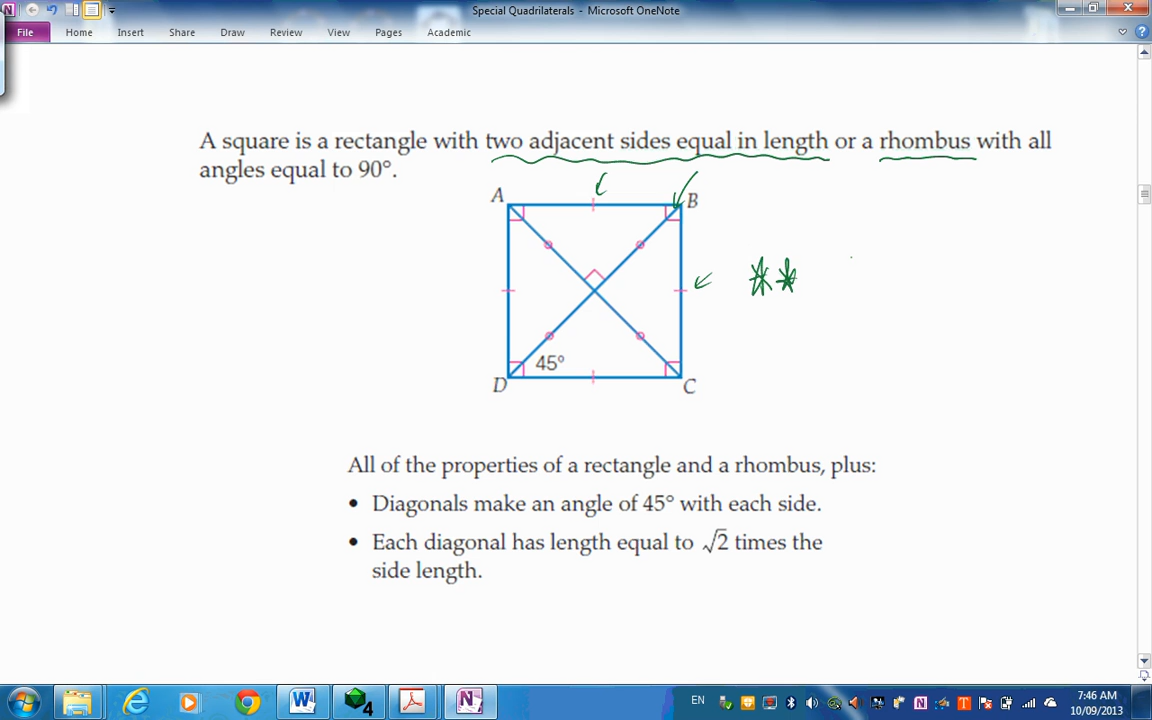 Special Quadrilaterals - Microsoft OneNote
File Home Insert Share Draw Review View Pages Academic
A square is a rectangle with two adjacent sides equal in length or a rhombus with all
angles equal to 90°.
A B
45°
D C
All of the properties of a rectangle and a rhombus, plus:
• Diagonals make an angle of 45° with each side.
• Each diagonal has length equal to √2 times the
side length.
EN 7:46 AM
10/09/2013